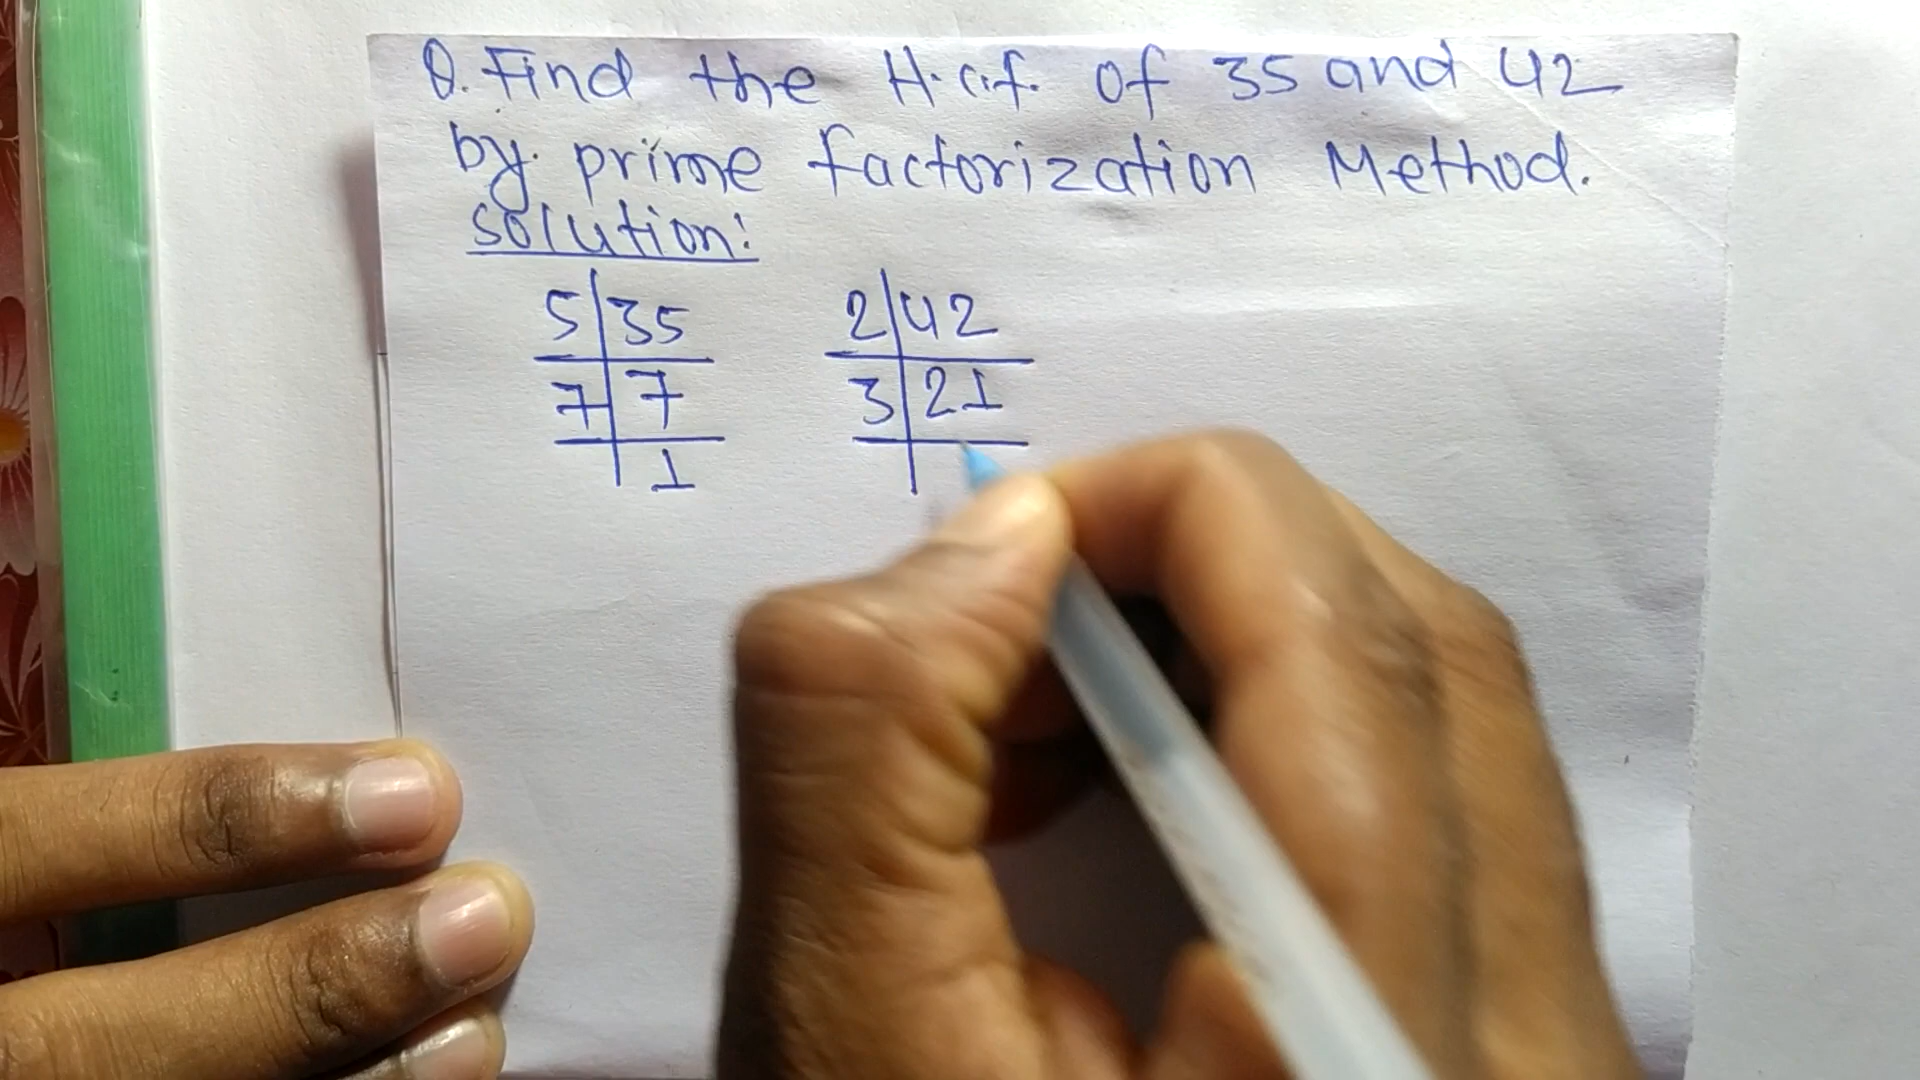 Q. Find the H.C.f. of 35 and 42
by prime factorization Method.
Solution:
5 | 35
7 | 7
1
2 | 42
3 | 21